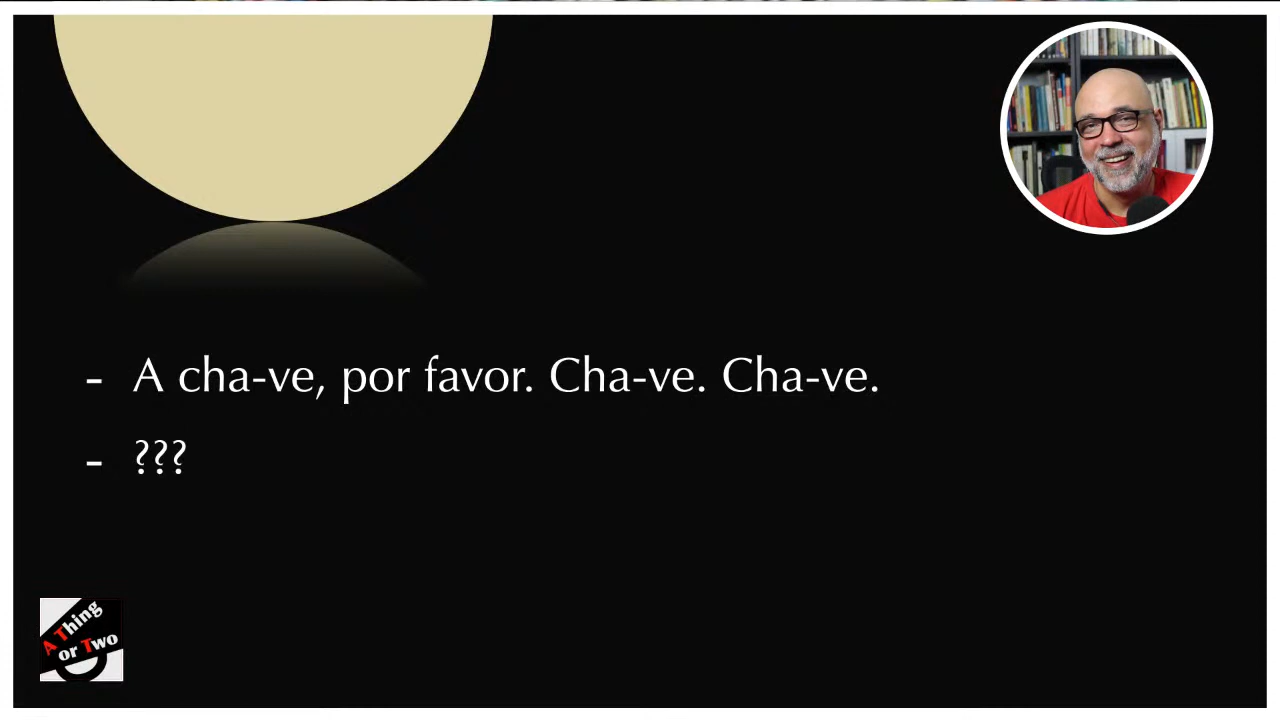 - A cha-ve, por favor. Cha-ve. Cha-ve.
- ???
A Thing
or Two